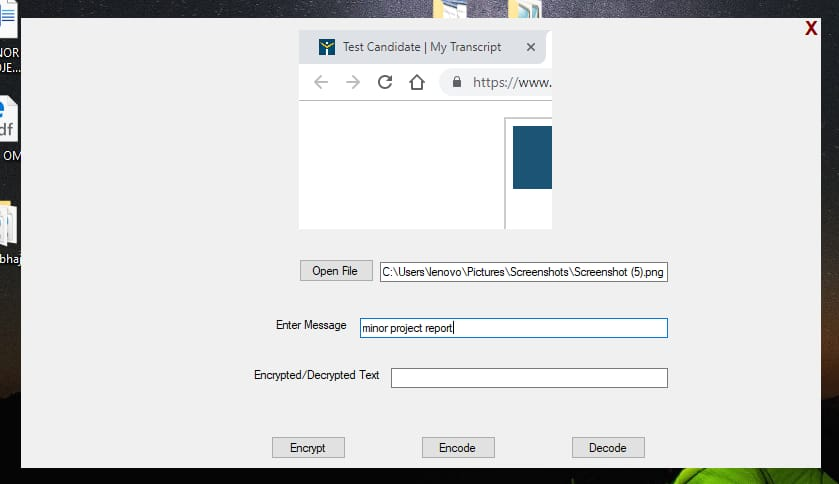 X
NOR
OJE...
Test Candidate | My Transcript
https://www.
df
OM
bhaj
Open File
C:\Users\lenovo\Pictures\Screenshots\Screenshot (5).png
Enter Message
minor project report
Encrypted/Decrypted Text
Encrypt
Encode
Decode